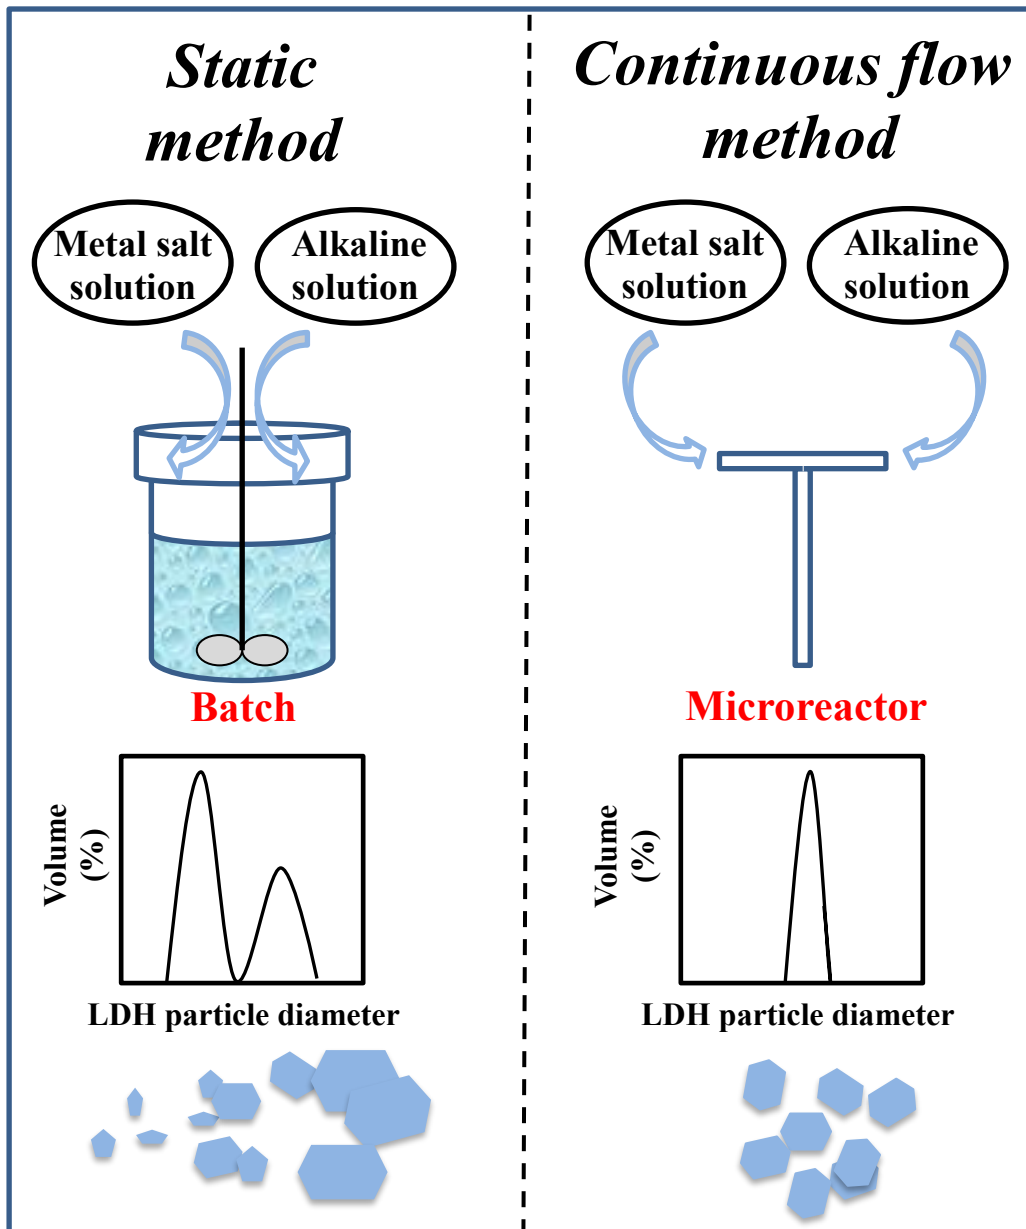 Static
method
Metal salt
solution
Alkaline
solution
Batch
Volume
(%)
LDH particle diameter
Continuous flow
method
Metal salt
solution
Alkaline
solution
Microreactor
Volume
(%)
LDH particle diameter